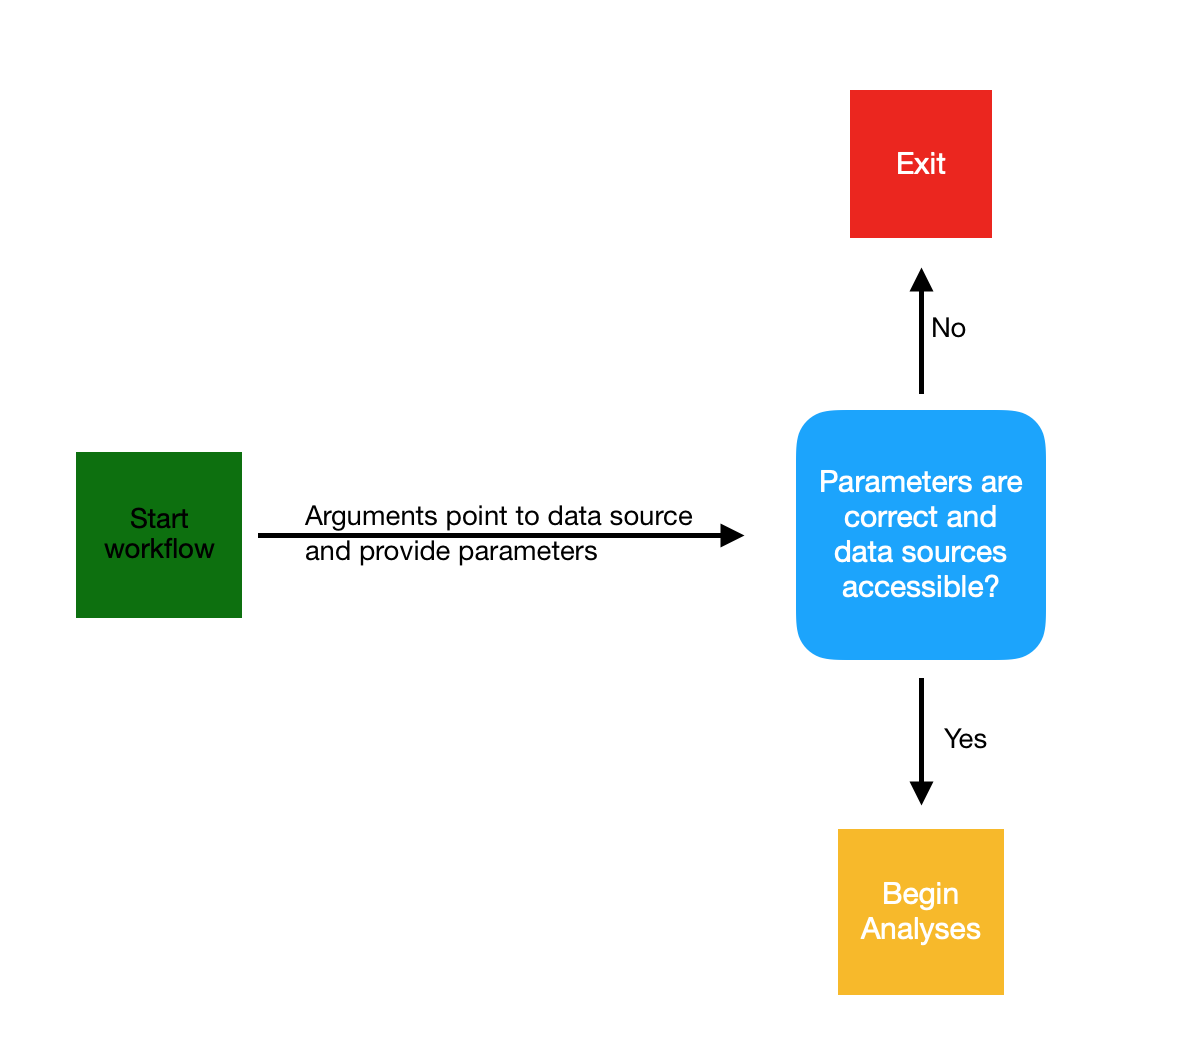 Exit
No
Start
workflow
Arguments point to data source
and provide parameters
Parameters are
correct and
data sources
accessible?
Yes
Begin
Analyses